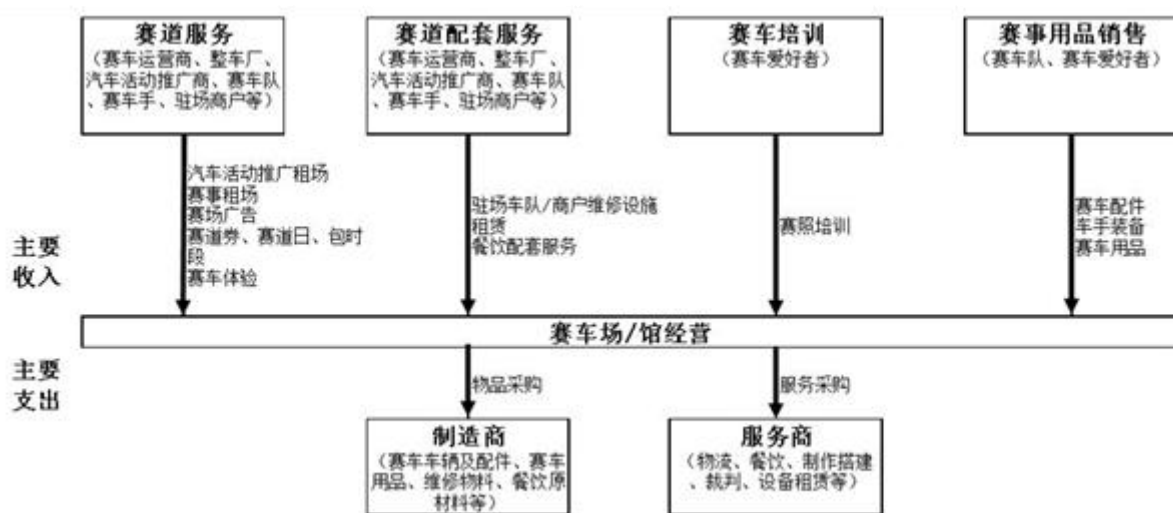 赛道服务
（赛车运营商、整车厂、
汽车活动推广商、赛车队
、赛车手、驻场商户等）
赛道配套服务
（赛车运营商、整车厂、
汽车活动推广商、赛车队
、赛车手、驻场商户等）
赛车培训
（赛车爱好者）
赛事用品销售
（赛车队、赛车爱好者）
主要
收入
汽车活动推广租场
赛事租场
赛场广告
赛道券、赛道日、包时
段
赛车体验
驻场车队/商户维修设施
租赁
餐饮配套服务
赛照培训
赛车配件
车手装备
赛车用品
赛车场/馆经营
主要
支出
物品采购
服务采购
制造商
（赛车车辆及配件、赛车
用品、维修物料、餐饮原
材料等）
服务商
（物流、餐饮、制作搭建
、裁判、设备租赁等）